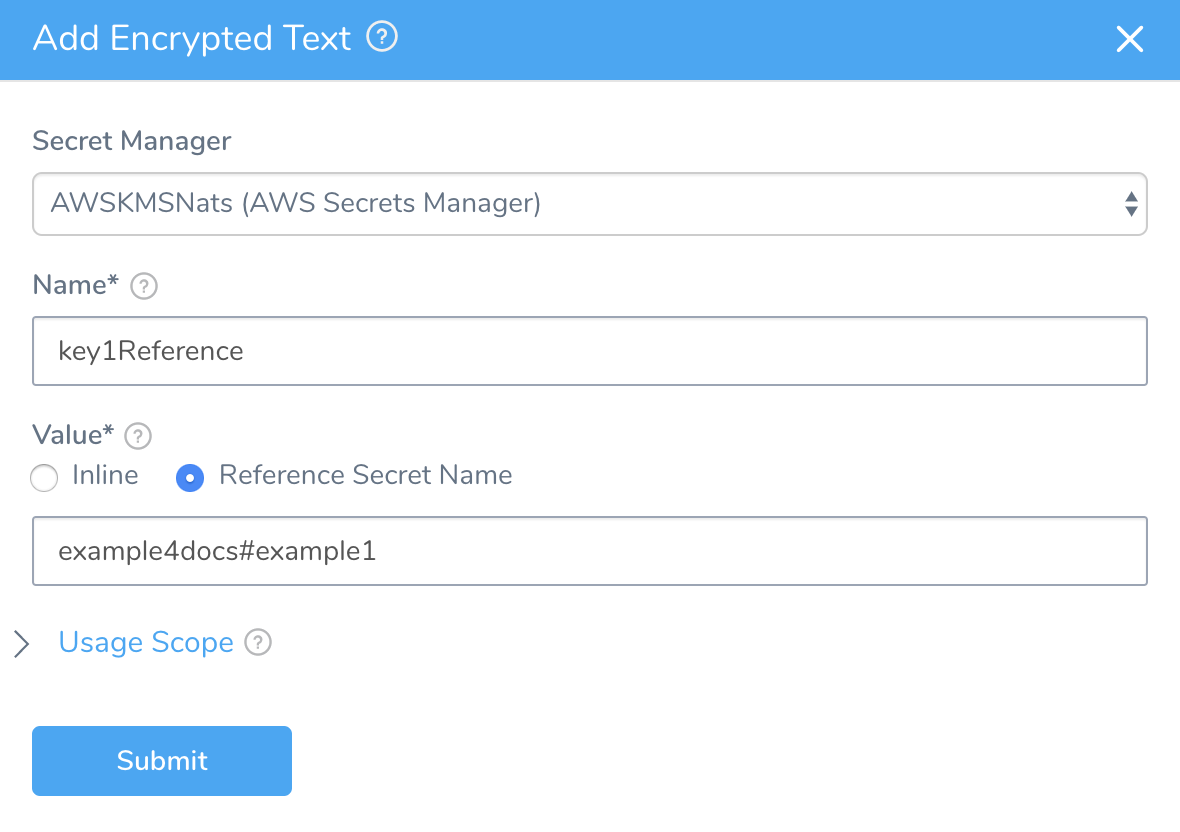 Add Encrypted Text ?
Secret Manager
AWSKMSNats (AWS Secrets Manager)
Name* ?
key1Reference
Value* ?
Inline Reference Secret Name
example4docs#example1
Usage Scope ?
Submit